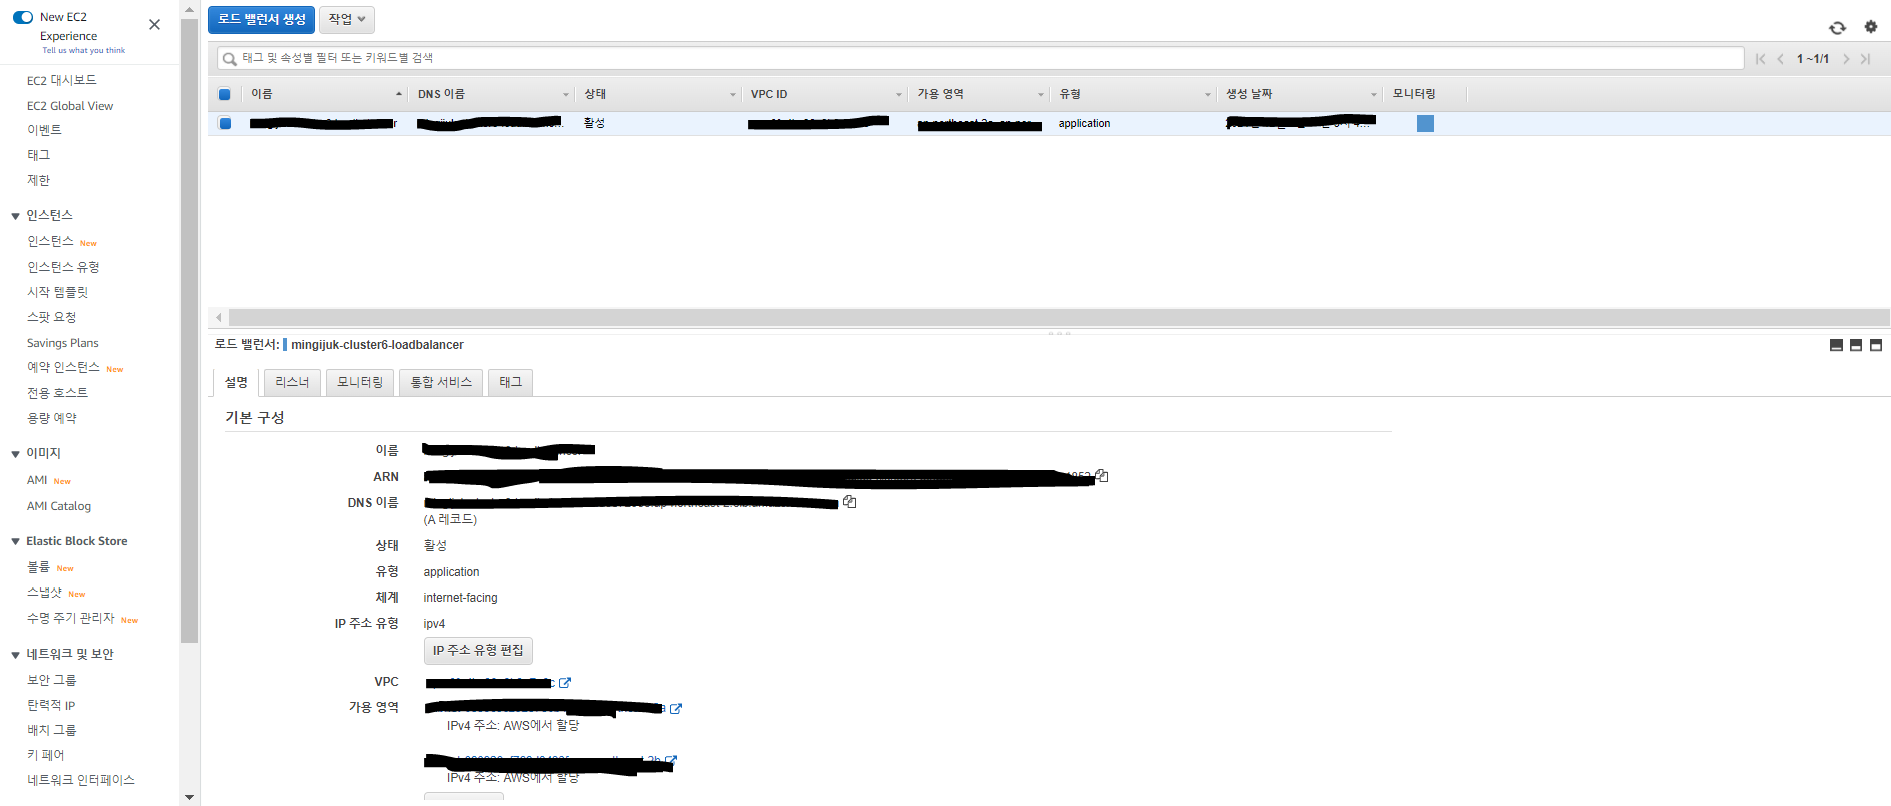 New EC2
Experience
Tell us what you think
EC2 대시보드
EC2 Global View
이벤트
태그
제한
인스턴스
인스턴스 New
인스턴스 유형
시작 템플릿
스팟 요청
Savings Plans
예약 인스턴스 New
전용 호스트
용량 예약
이미지
AMI New
AMI Catalog
Elastic Block Store
볼륨 New
스냅샷 New
수명 주기 관리자 New
네트워크 및 보안
보안 그룹
탄력적 IP
배치 그룹
키 페어
네트워크 인터페이스
로드 밸런서 생성 작업
태그 및 속성별 필터 또는 키워드별 검색 1 ~1/1
이름 DNS 이름 상태 VPC ID 가용 영역 유형 생성 날짜 모니터링
활성 application
로드 밸런서: mingijuk-cluster6-loadbalancer
설명 리스너 모니터링 통합 서비스 태그
기본 구성
이름
ARN
DNS 이름
(A 레코드)
상태 활성
유형 application
체계 internet-facing
IP 주소 유형 ipv4
IP 주소 유형 편집
VPC
가용 영역
IPv4 주소: AWS에서 할당
IPv4 주소: AWS에서 할당